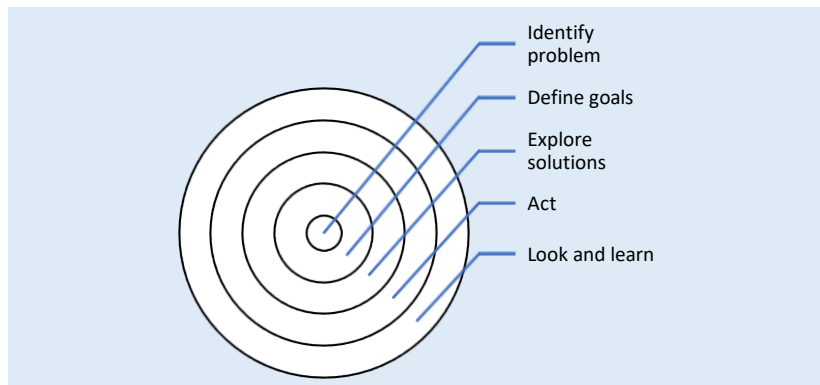 Identify
problem
Define goals
Explore
solutions
Act
Look and learn